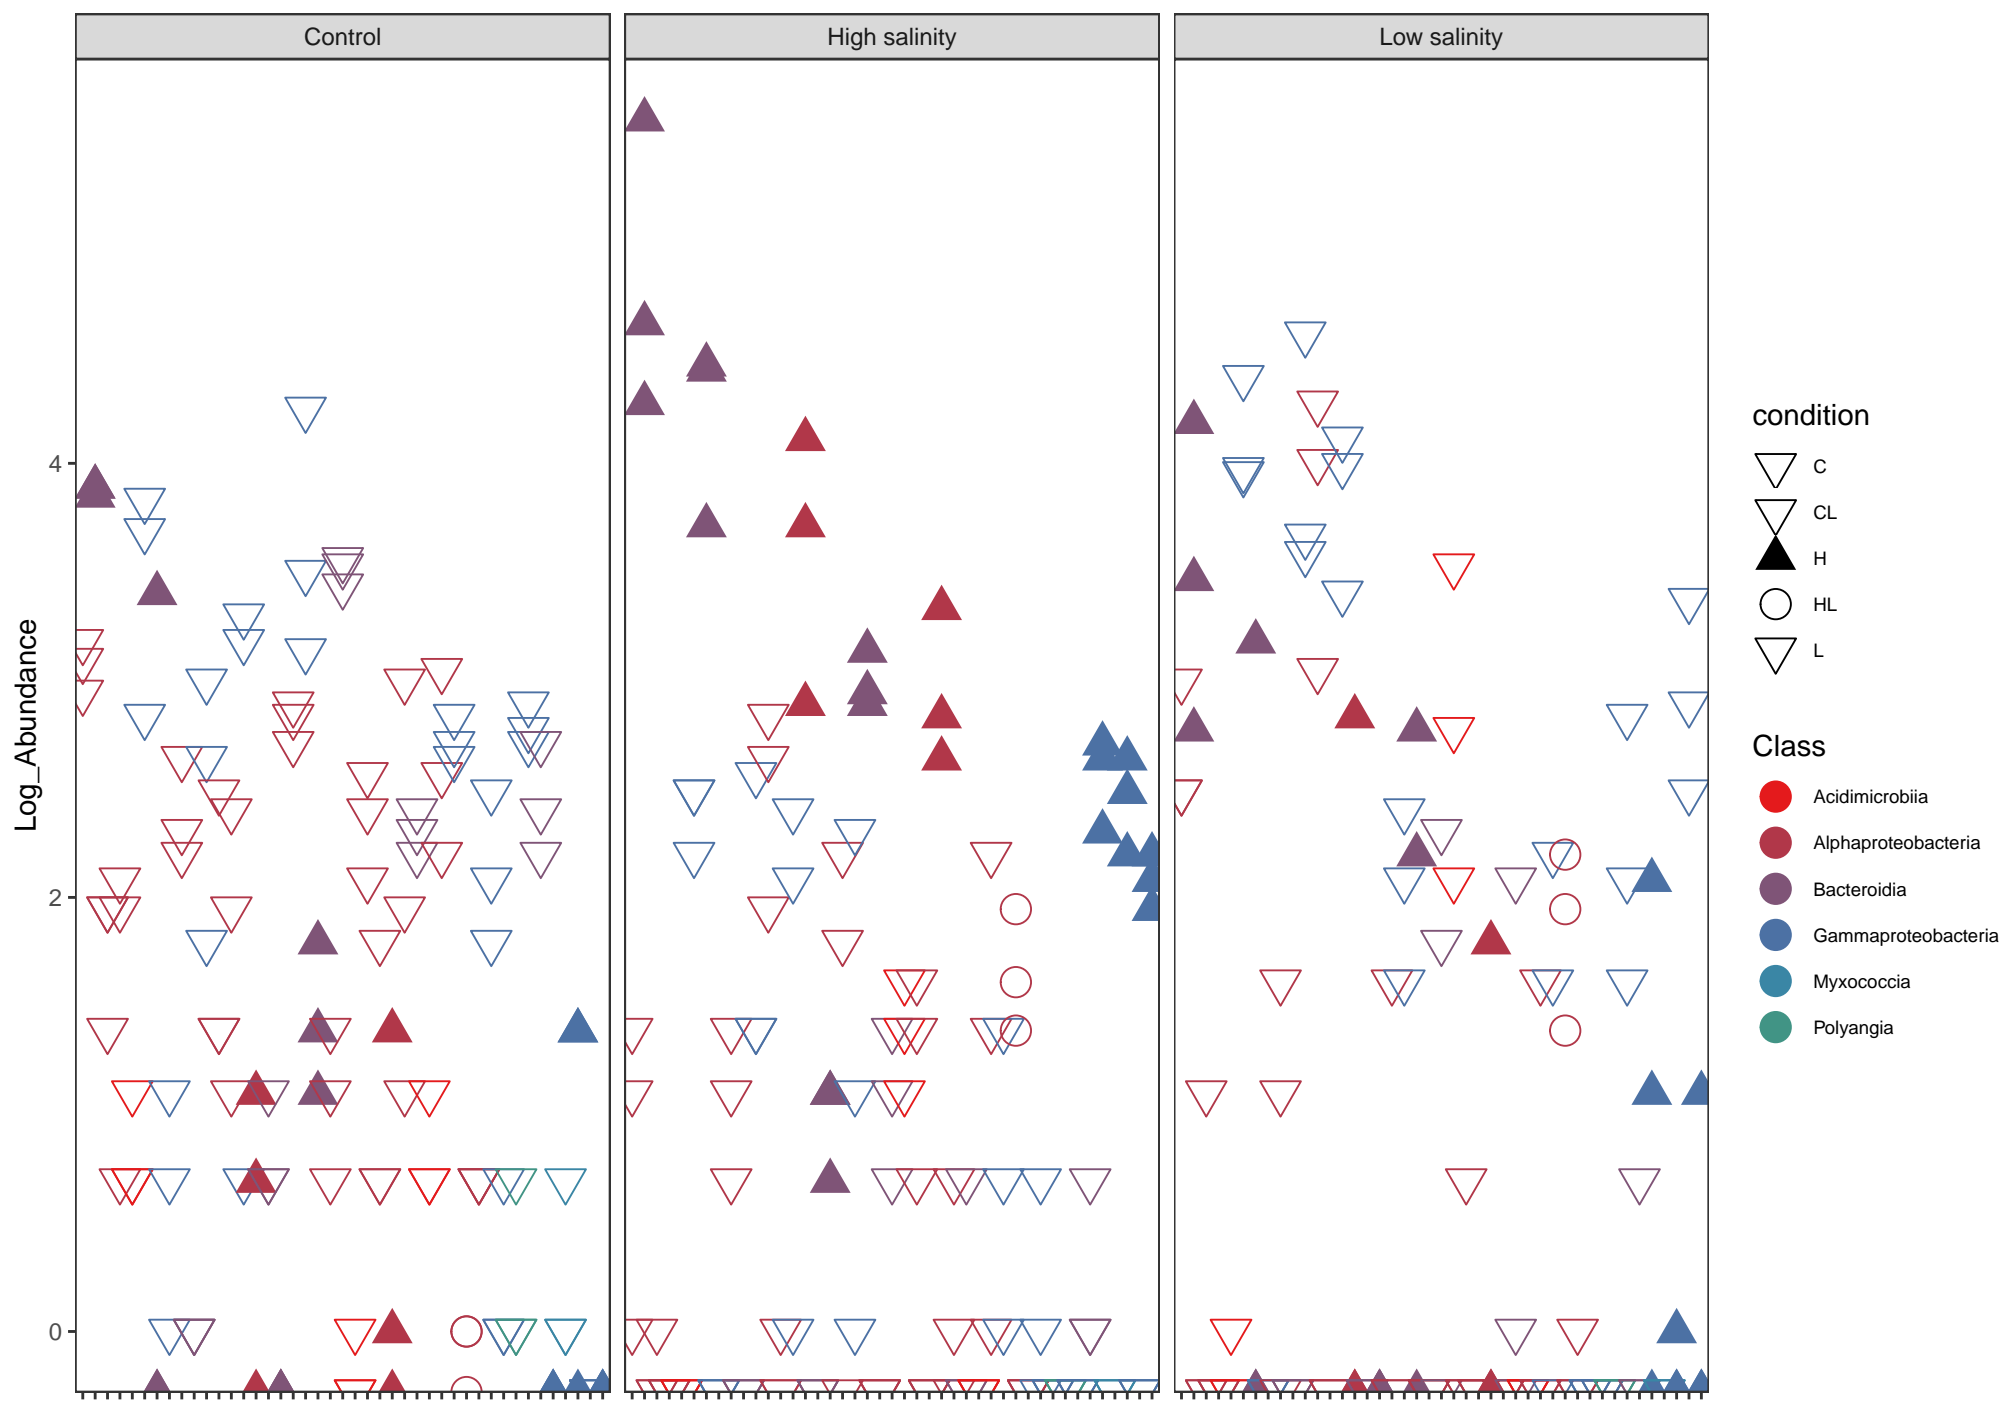 Control
High salinity
Low salinity
Log_Abundance
4
2
0
condition
C
CL
H
HL
L
Class
Acidimicrobiia
Alphaproteobacteria
Bacteroidia
Gammaproteobacteria
Myxococcia
Polyangia